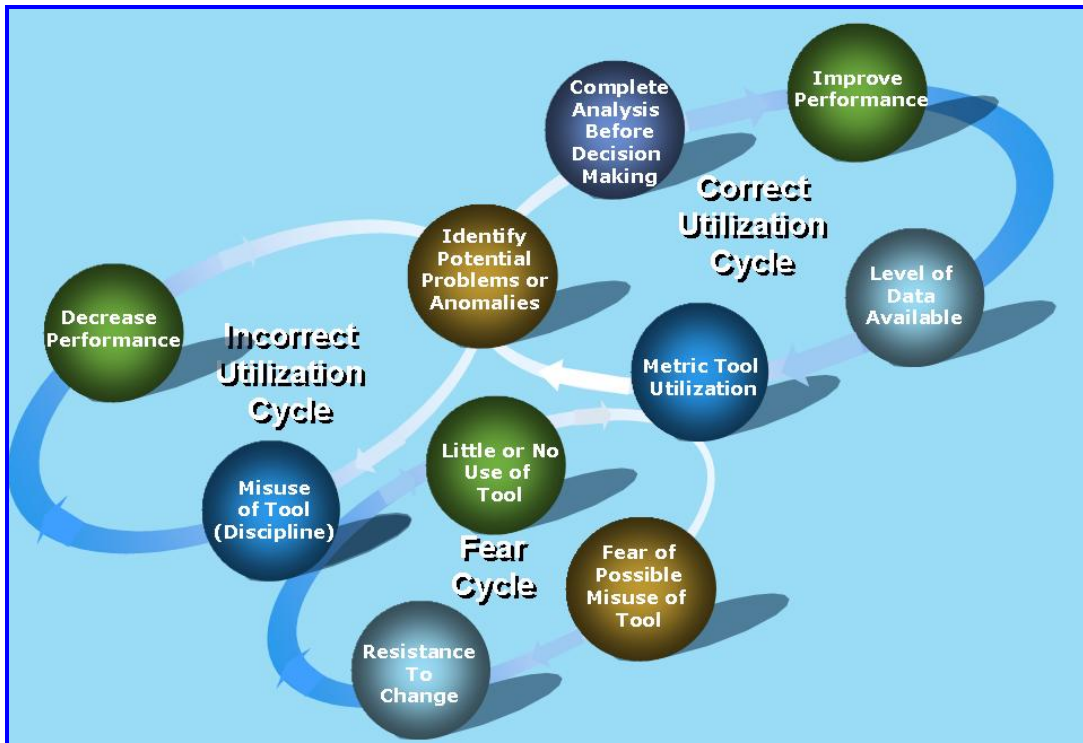 Complete
Analysis
Before
Decision
Making
Improve
Performance
Correct
Utilization
Cycle
Identify
Potential
Problems or
Anomalies
Level of
Data
Available
Decrease
Performance
Incorrect
Utilization
Cycle
Metric Tool
Utilization
Little or No
Use of
Tool
Misuse
of Tool
(Discipline)
Fear
Cycle
Fear of
Possible
Misuse of
Tool
Resistance
To
Change